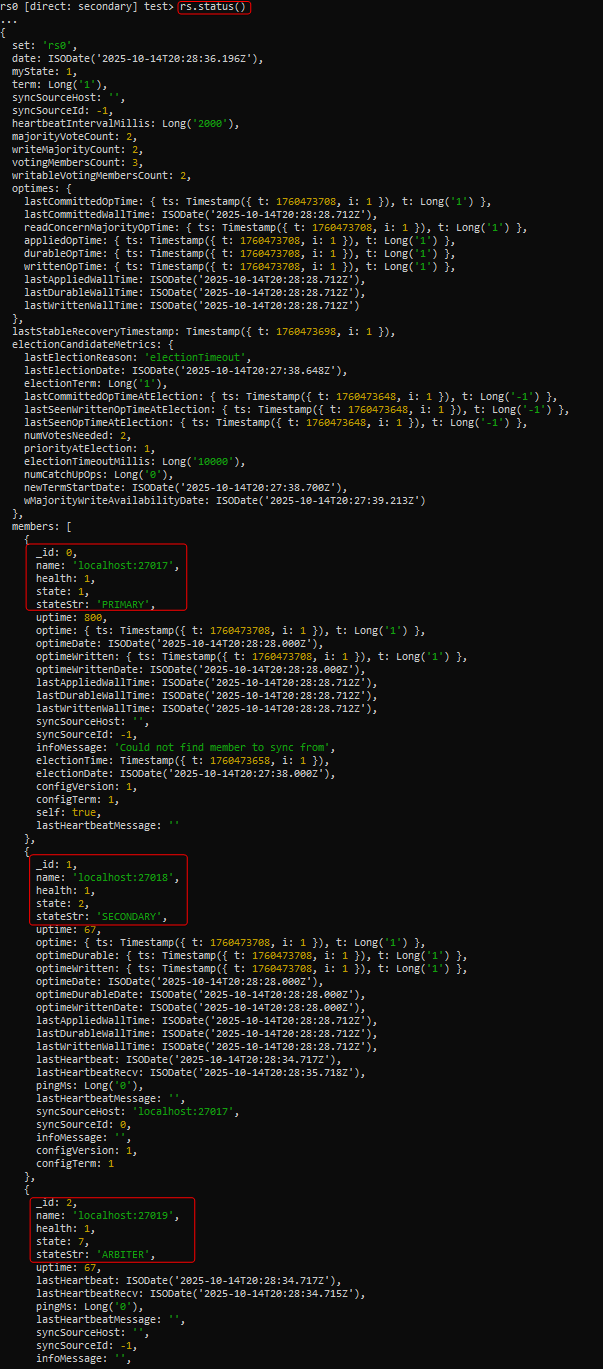 rs0 [direct: secondary] test> rs.status()
...
{
  set: 'rs0',
  date: ISODate('2025-10-14T20:28:36.196Z'),
  myState: 1,
  term: Long('1'),
  syncSourceHost: '',
  syncSourceId: -1,
  heartbeatIntervalMillis: Long('2000'),
  majorityVoteCount: 2,
  writeMajorityCount: 2,
  votingMembersCount: 3,
  writableVotingMembersCount: 2,
  optimes: {
    lastCommittedOpTime: { ts: Timestamp({ t: 1760473708, i: 1 }), t: Long('1') },
    lastCommittedWallTime: ISODate('2025-10-14T20:28:28.712Z'),
    readConcernMajorityOpTime: { ts: Timestamp({ t: 1760473708, i: 1 }), t: Long('1') },
    appliedOpTime: { ts: Timestamp({ t: 1760473708, i: 1 }), t: Long('1') },
    durableOpTime: { ts: Timestamp({ t: 1760473708, i: 1 }), t: Long('1') },
    writtenOpTime: { ts: Timestamp({ t: 1760473708, i: 1 }), t: Long('1') },
    lastAppliedWallTime: ISODate('2025-10-14T20:28:28.712Z'),
    lastDurableWallTime: ISODate('2025-10-14T20:28:28.712Z'),
    lastWrittenWallTime: ISODate('2025-10-14T20:28:28.712Z')
  },
  lastStableRecoveryTimestamp: Timestamp({ t: 1760473698, i: 1 }),
  electionCandidateMetrics: {
    lastElectionReason: 'electionTimeout',
    lastElectionDate: ISODate('2025-10-14T20:27:38.648Z'),
    electionTerm: Long('1'),
    lastCommittedOpTimeAtElection: { ts: Timestamp({ t: 1760473648, i: 1 }), t: Long('-1') },
    lastSeenWrittenOpTimeAtElection: { ts: Timestamp({ t: 1760473648, i: 1 }), t: Long('-1') },
    lastSeenOpTimeAtElection: { ts: Timestamp({ t: 1760473648, i: 1 }), t: Long('-1') },
    numVotesNeeded: 2,
    priorityAtElection: 1,
    electionTimeoutMillis: Long('10000'),
    numCatchUpOps: Long('0'),
    newTermStartDate: ISODate('2025-10-14T20:27:38.700Z'),
    wMajorityWriteAvailabilityDate: ISODate('2025-10-14T20:27:39.213Z')
  },
  members: [
    {
      _id: 0,
      name: 'localhost:27017',
      health: 1,
      state: 1,
      stateStr: 'PRIMARY',
      uptime: 800,
      optime: { ts: Timestamp({ t: 1760473708, i: 1 }), t: Long('1') },
      optimeDate: ISODate('2025-10-14T20:28:28.000Z'),
      optimeWritten: { ts: Timestamp({ t: 1760473708, i: 1 }), t: Long('1') },
      optimeWrittenDate: ISODate('2025-10-14T20:28:28.000Z'),
      lastAppliedWallTime: ISODate('2025-10-14T20:28:28.712Z'),
      lastDurableWallTime: ISODate('2025-10-14T20:28:28.712Z'),
      lastWrittenWallTime: ISODate('2025-10-14T20:28:28.712Z'),
      syncSourceHost: '',
      syncSourceId: -1,
      infoMessage: 'Could not find member to sync from',
      electionTime: Timestamp({ t: 1760473658, i: 1 }),
      electionDate: ISODate('2025-10-14T20:27:38.000Z'),
      configVersion: 1,
      configTerm: 1,
      self: true,
      lastHeartbeatMessage: ''
    },
    {
      _id: 1,
      name: 'localhost:27018',
      health: 1,
      state: 2,
      stateStr: 'SECONDARY',
      uptime: 67,
      optime: { ts: Timestamp({ t: 1760473708, i: 1 }), t: Long('1') },
      optimeDurable: { ts: Timestamp({ t: 1760473708, i: 1 }), t: Long('1') },
      optimeWritten: { ts: Timestamp({ t: 1760473708, i: 1 }), t: Long('1') },
      optimeDate: ISODate('2025-10-14T20:28:28.000Z'),
      optimeDurableDate: ISODate('2025-10-14T20:28:28.000Z'),
      optimeWrittenDate: ISODate('2025-10-14T20:28:28.000Z'),
      lastAppliedWallTime: ISODate('2025-10-14T20:28:28.712Z'),
      lastDurableWallTime: ISODate('2025-10-14T20:28:28.712Z'),
      lastWrittenWallTime: ISODate('2025-10-14T20:28:28.712Z'),
      lastHeartbeat: ISODate('2025-10-14T20:28:34.717Z'),
      lastHeartbeatRecv: ISODate('2025-10-14T20:28:35.718Z'),
      pingMs: Long('0'),
      lastHeartbeatMessage: '',
      syncSourceHost: 'localhost:27017',
      syncSourceId: 0,
      infoMessage: '',
      configVersion: 1,
      configTerm: 1
    },
    {
      _id: 2,
      name: 'localhost:27019',
      health: 1,
      state: 7,
      stateStr: 'ARBITER',
      uptime: 67,
      lastHeartbeat: ISODate('2025-10-14T20:28:34.717Z'),
      lastHeartbeatRecv: ISODate('2025-10-14T20:28:34.715Z'),
      pingMs: Long('0'),
      lastHeartbeatMessage: '',
      syncSourceHost: '',
      syncSourceId: -1,
      infoMessage: '',